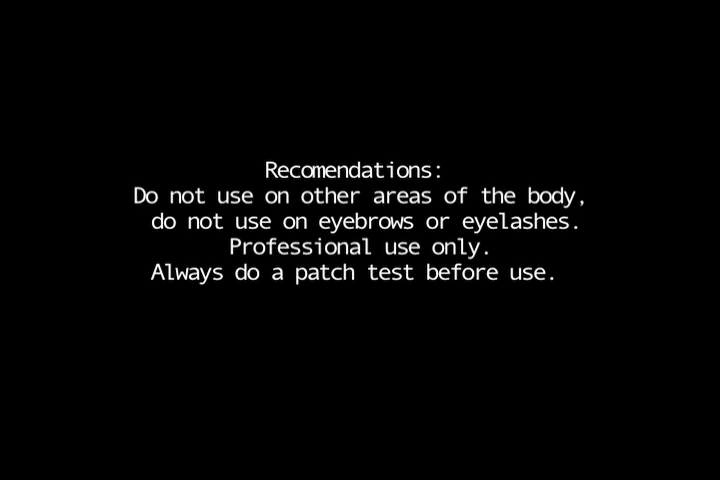 Recomendations:
Do not use on other areas of the body,
do not use on eyebrows or eyelashes.
Professional use only.
Always do a patch test before use.